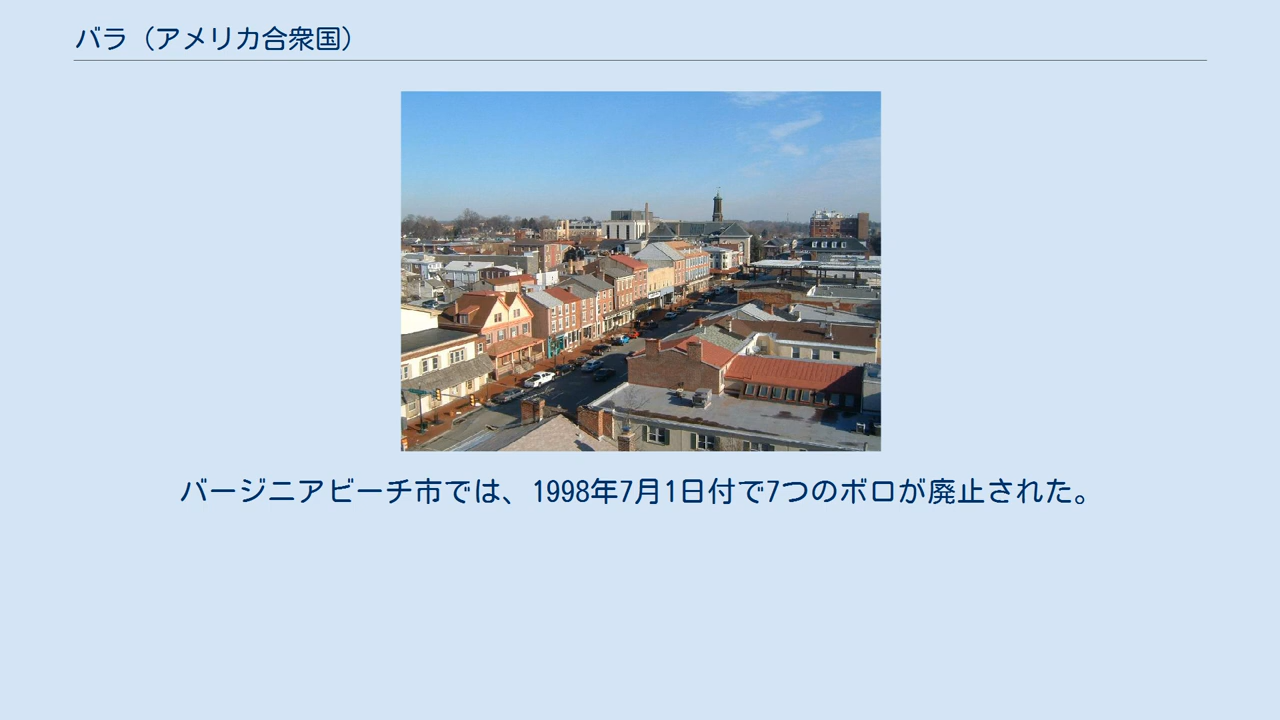 バラ（アメリカ合衆国）
バージニアビーチ市では、1998年7月1日付で7つのボロが廃止された。